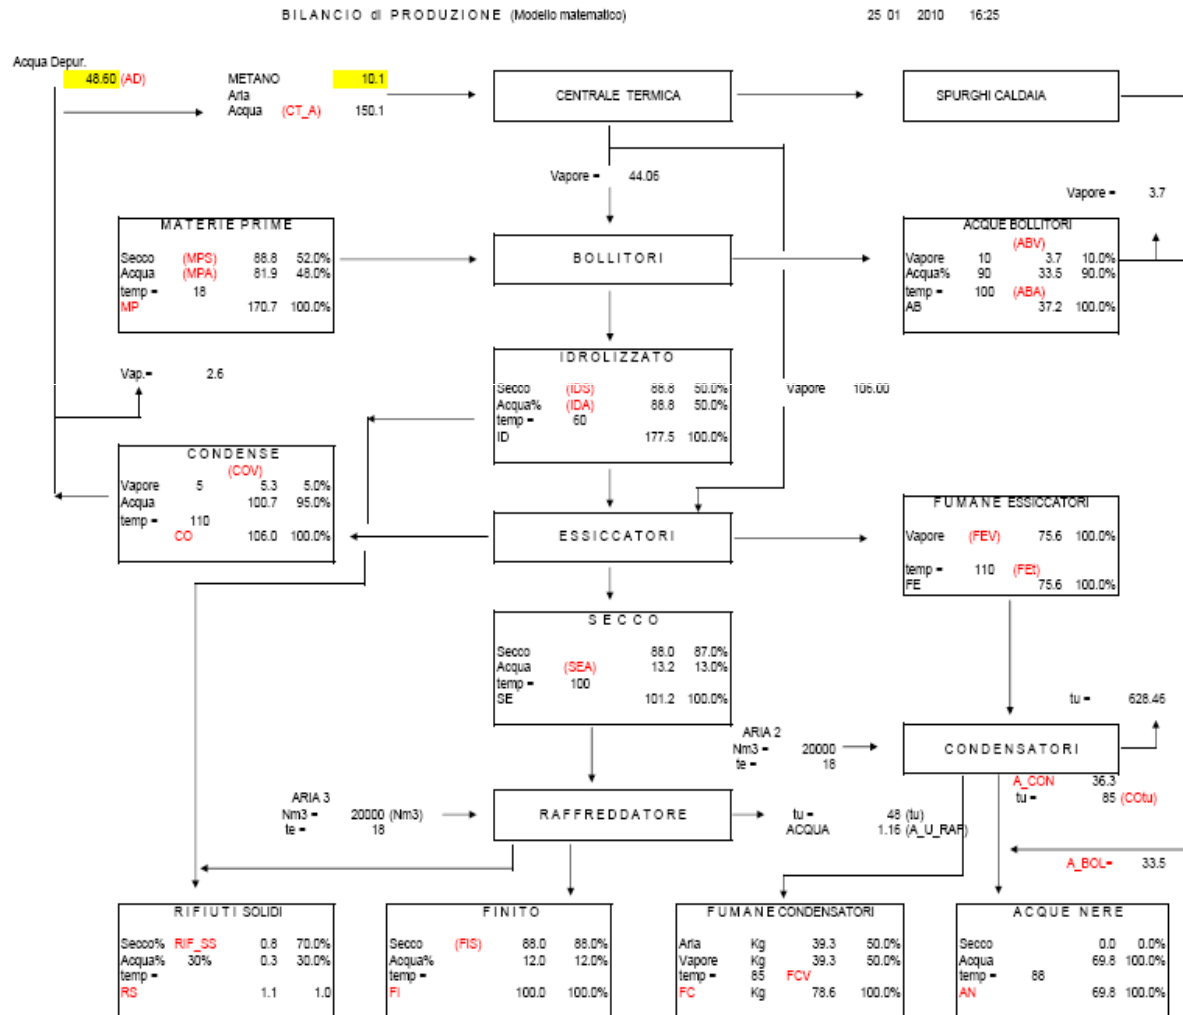 BILANCIO di PRODUZIONE (Modello matematico) 25 01 2010 16:25
Acqua Depur.
48.60 (AD)
METANO 10.1
Aria
Acqua (CT_A) 150.1
CENTRALE TERMICA
SPURGHI CALDAIA
Vapore = 44.06
Vapore = 3.7
MATERIE PRIME
Secco (MPS) 88.8 52.0%
Acqua (MPA) 81.9 48.0%
temp = 18
MP 170.7 100.0%
BOLLITORI
ACQUE BOLLITORI
(ABV)
Vapore 10 3.7 10.0%
Acqua% 90 33.5 90.0%
temp = 100 (ABA)
AB 37.2 100.0%
Vap.= 2.6
IDROLIZZATO
Secco (IDS) 88.8 50.0%
Acqua% (IDA) 88.8 50.0%
temp = 60
ID 177.5 100.0%
Vapore 106.00
CONDENSE
(COV)
Vapore 5 5.3 5.0%
Acqua 100.7 95.0%
temp = 110
CO 106.0 100.0%
ESSICCATORI
FUMANE ESSICCATORI
Vapore (FEV) 75.6 100.0%
temp = 110 (FEt)
FE 75.6 100.0%
SECCO
Secco 88.0 87.0%
Acqua (SEA) 13.2 13.0%
temp = 100
SE 101.2 100.0%
tu = 628.46
ARIA 2
Nm3 = 20000
te = 18
CONDENSATORI
A_CON 36.3
tu = 85 (COtu)
ARIA 3
Nm3 = 20000 (Nm3)
te = 18
RAFFREDDATORE
tu = 48 (tu)
ACQUA 1.16 (A_U_RAF)
A_BOL= 33.5
RIFIUTI SOLIDI
Secco% RIF_SS 0.8 70.0%
Acqua% 30% 0.3 30.0%
temp =
RS 1.1 1.0
FINITO
Secco (FIS) 88.0 88.0%
Acqua% 12.0 12.0%
temp =
FI 100.0 100.0%
FUMANE CONDENSATORI
Aria Kg 39.3 50.0%
Vapore Kg 39.3 50.0%
temp = 85 FCV
FC Kg 78.6 100.0%
ACQUE NERE
Secco 0.0 0.0%
Acqua 69.8 100.0%
temp = 88
AN 69.8 100.0%